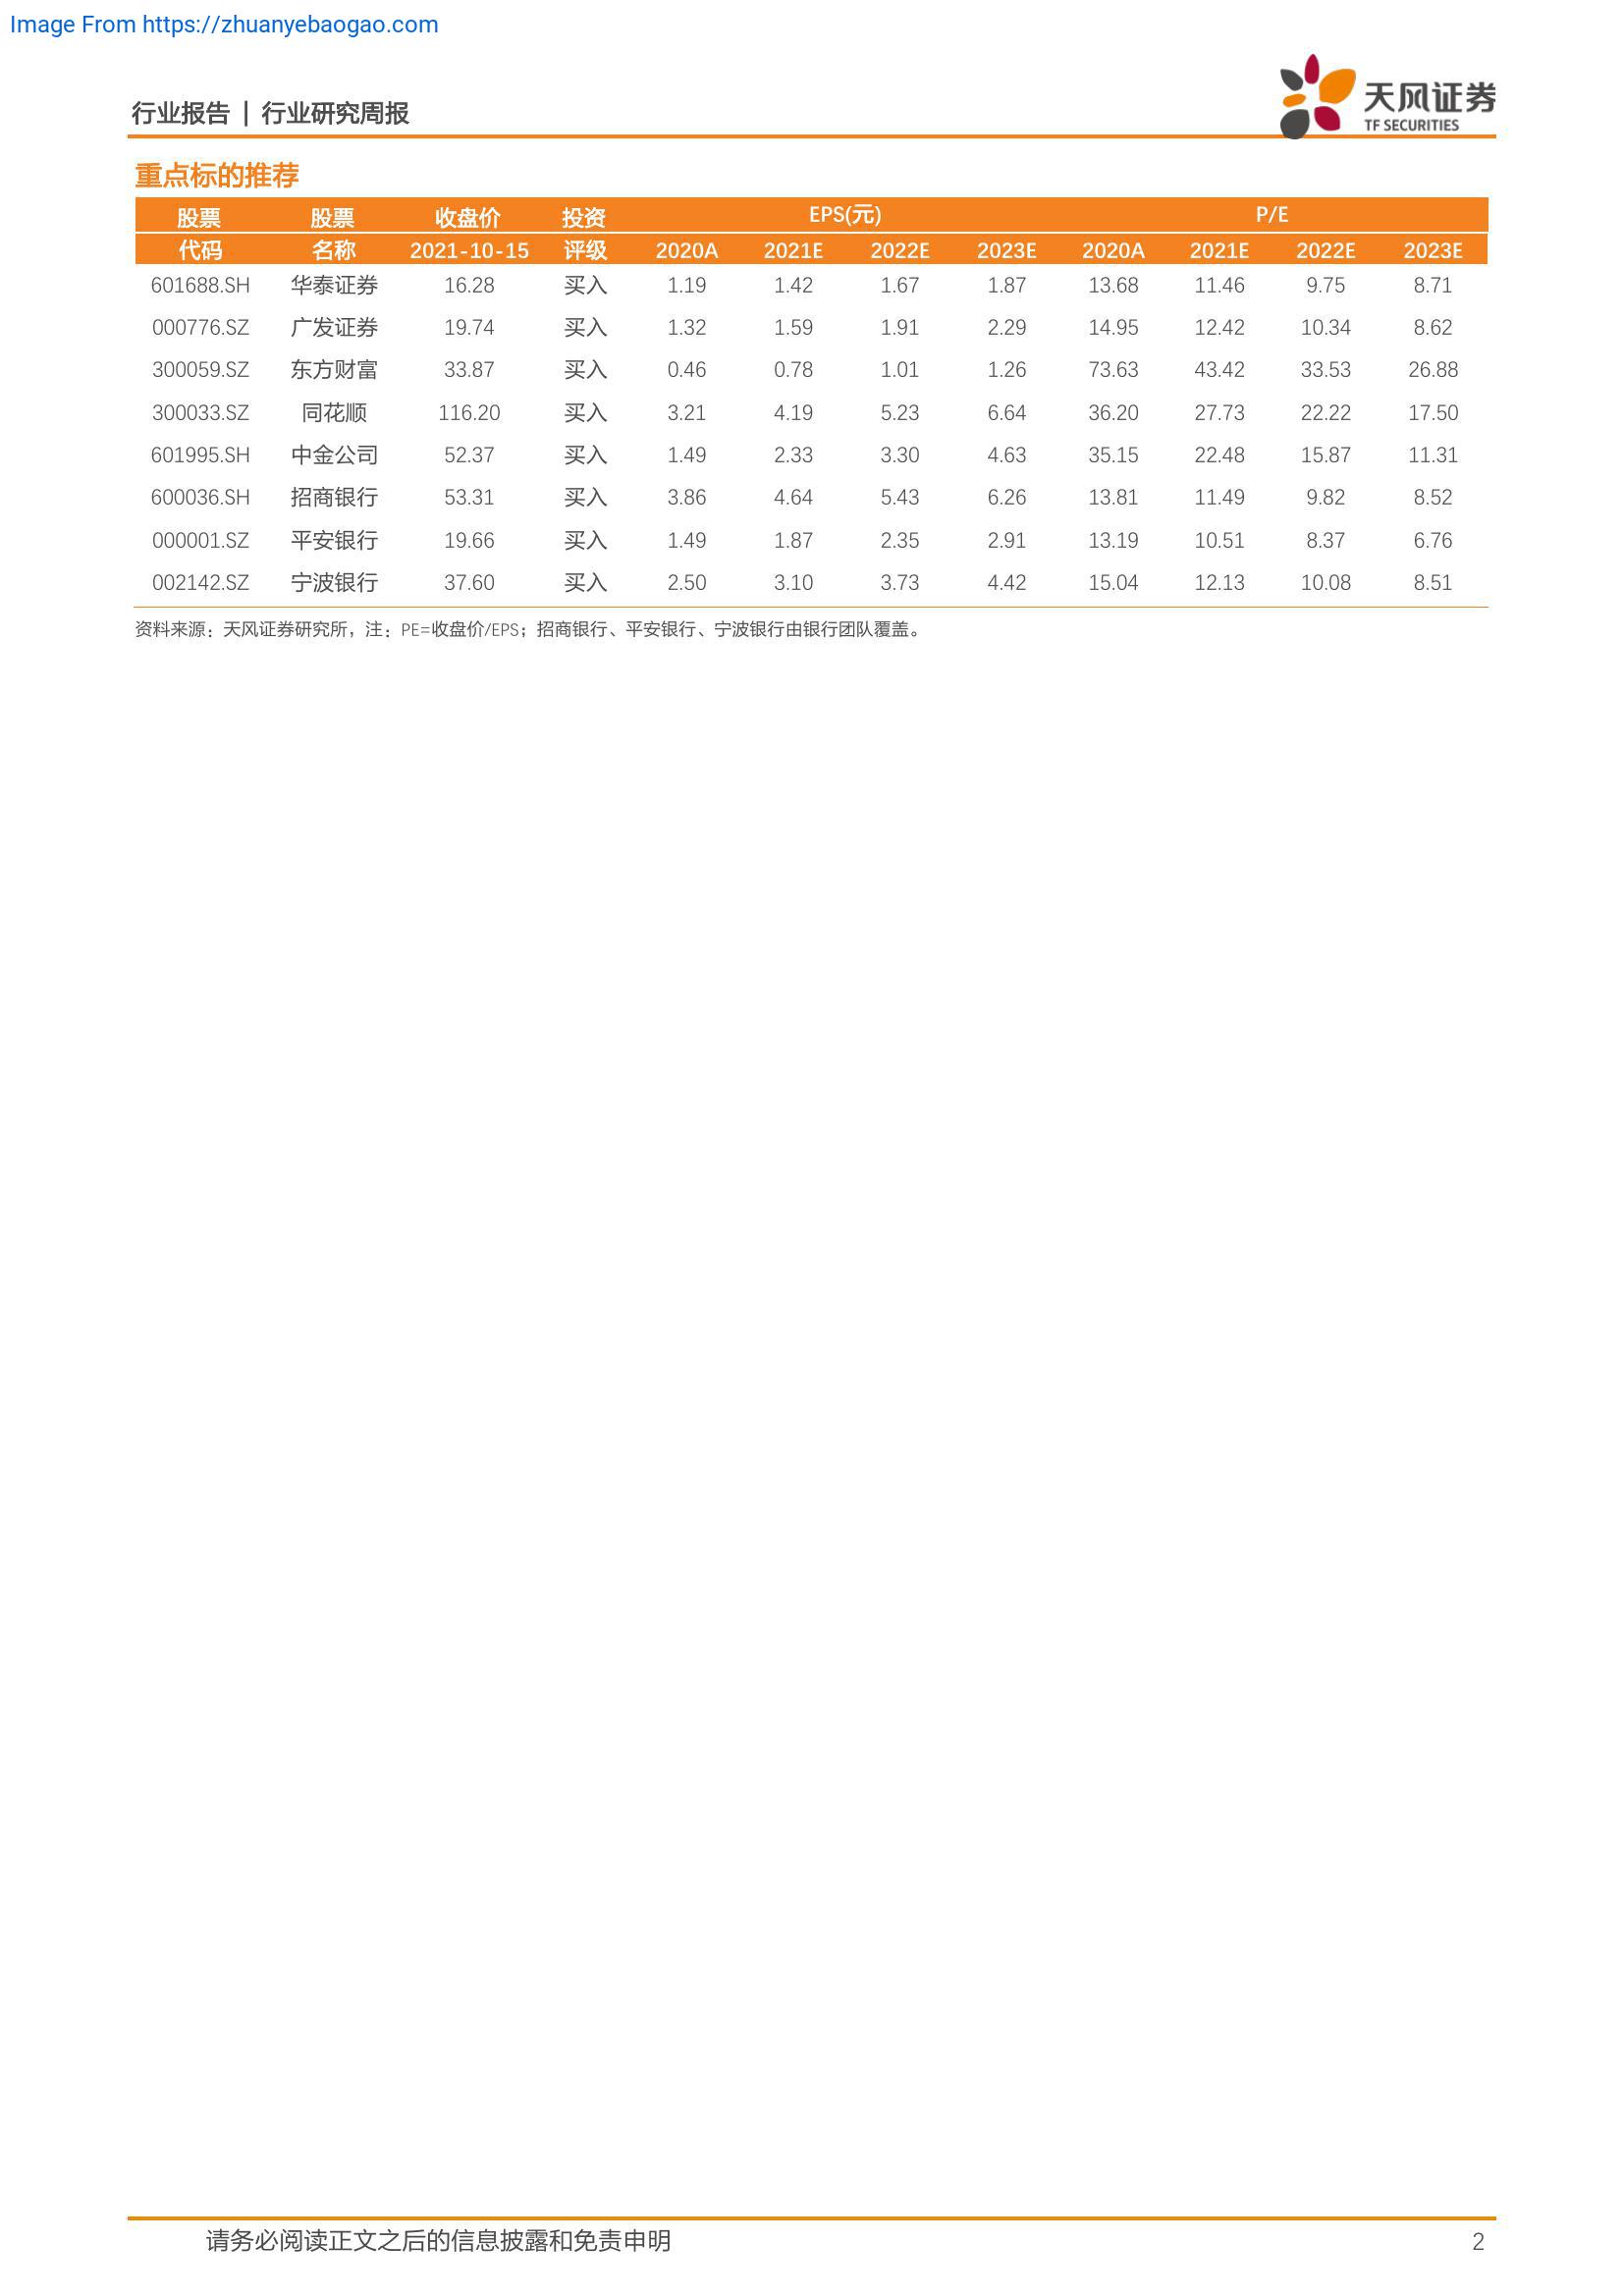 Image From https://zhuanyebaogao.com
行业报告 | 行业研究周报
天风证券
TF SECURITIES
重点标的推荐
股票 股票 收盘价 投资 EPS(元) P/E
代码 名称 2021-10-15 评级 2020A 2021E 2022E 2023E 2020A 2021E 2022E 2023E
601688.SH 华泰证券 16.28 买入 1.19 1.42 1.67 1.87 13.68 11.46 9.75 8.71
000776.SZ 广发证券 19.74 买入 1.32 1.59 1.91 2.29 14.95 12.42 10.34 8.62
300059.SZ 东方财富 33.87 买入 0.46 0.78 1.01 1.26 73.63 43.42 33.53 26.88
300033.SZ 同花顺 116.20 买入 3.21 4.19 5.23 6.64 36.20 27.73 22.22 17.50
601995.SH 中金公司 52.37 买入 1.49 2.33 3.30 4.63 35.15 22.48 15.87 11.31
600036.SH 招商银行 53.31 买入 3.86 4.64 5.43 6.26 13.81 11.49 9.82 8.52
000001.SZ 平安银行 19.66 买入 1.49 1.87 2.35 2.91 13.19 10.51 8.37 6.76
002142.SZ 宁波银行 37.60 买入 2.50 3.10 3.73 4.42 15.04 12.13 10.08 8.51
资料来源：天风证券研究所，注：PE=收盘价/EPS；招商银行、平安银行、宁波银行由银行团队覆盖。
请务必阅读正文之后的信息披露和免责申明 2